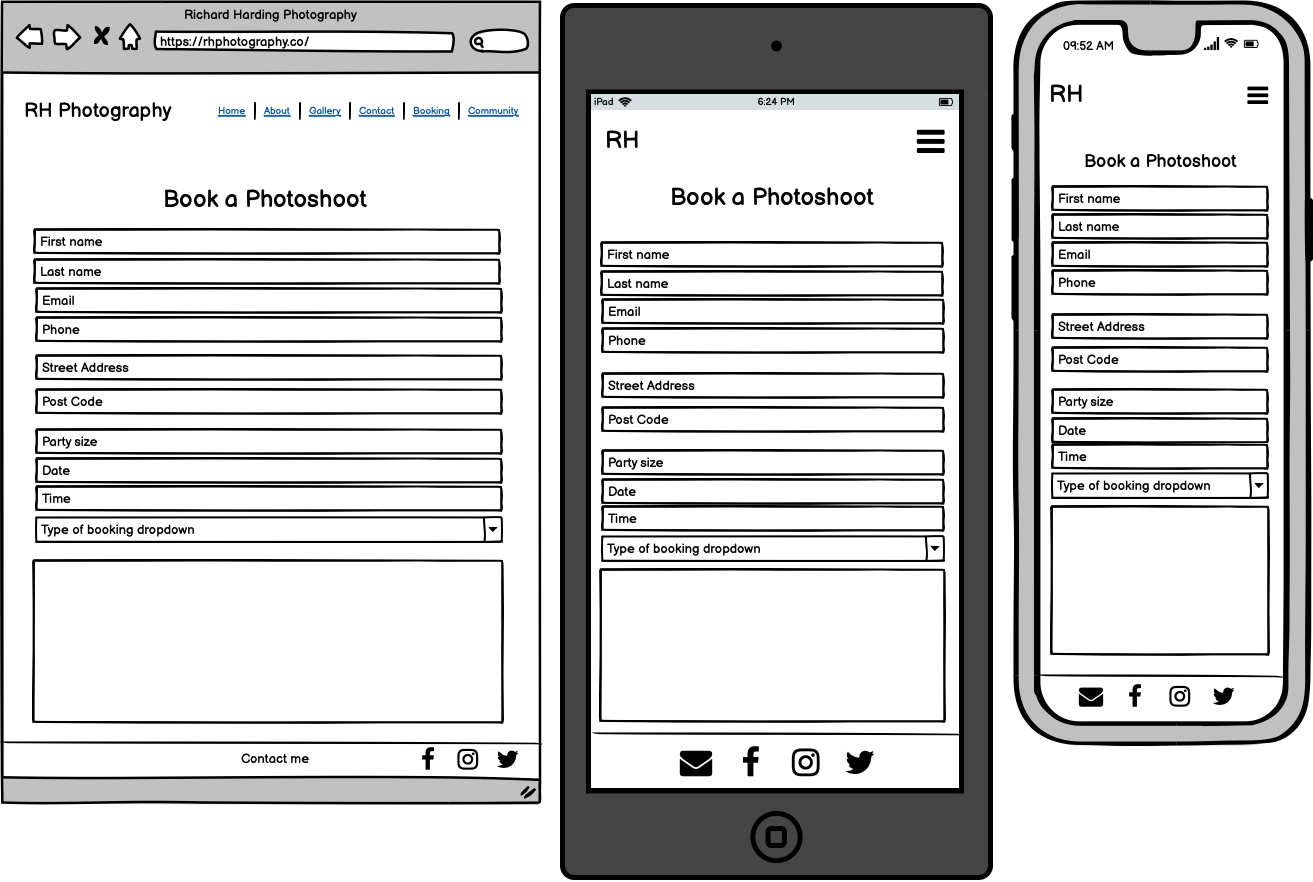 Richard Harding Photography
https://rhphotography.co/
RH Photography
Home | About | Gallery | Contact | Booking | Community
Book a Photoshoot
First name
Last name
Email
Phone
Street Address
Post Code
Party size
Date
Time
Type of booking dropdown
Contact me
iPad 6:24 PM
RH
Book a Photoshoot
First name
Last name
Email
Phone
Street Address
Post Code
Party size
Date
Time
Type of booking dropdown
09:52 AM
RH
Book a Photoshoot
First name
Last name
Email
Phone
Street Address
Post Code
Party size
Date
Time
Type of booking dropdown